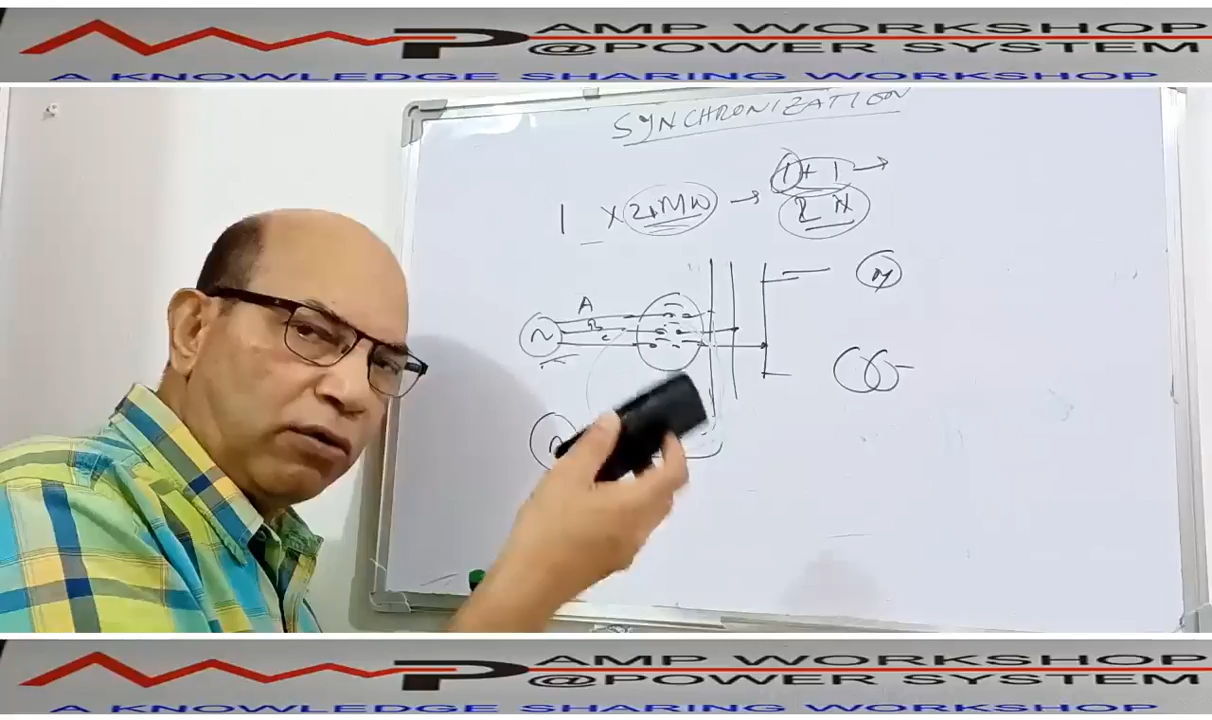 AMP WORKSHOP
@POWER SYSTEM
A KNOWLEDGE SHARING WORKSHOP
SYNCHRONIZATION
1 + 1 →
1 × 24MW →
A
B
C
AMP WORKSHOP
@POWER SYSTEM
A KNOWLEDGE SHARING WORKSHOP